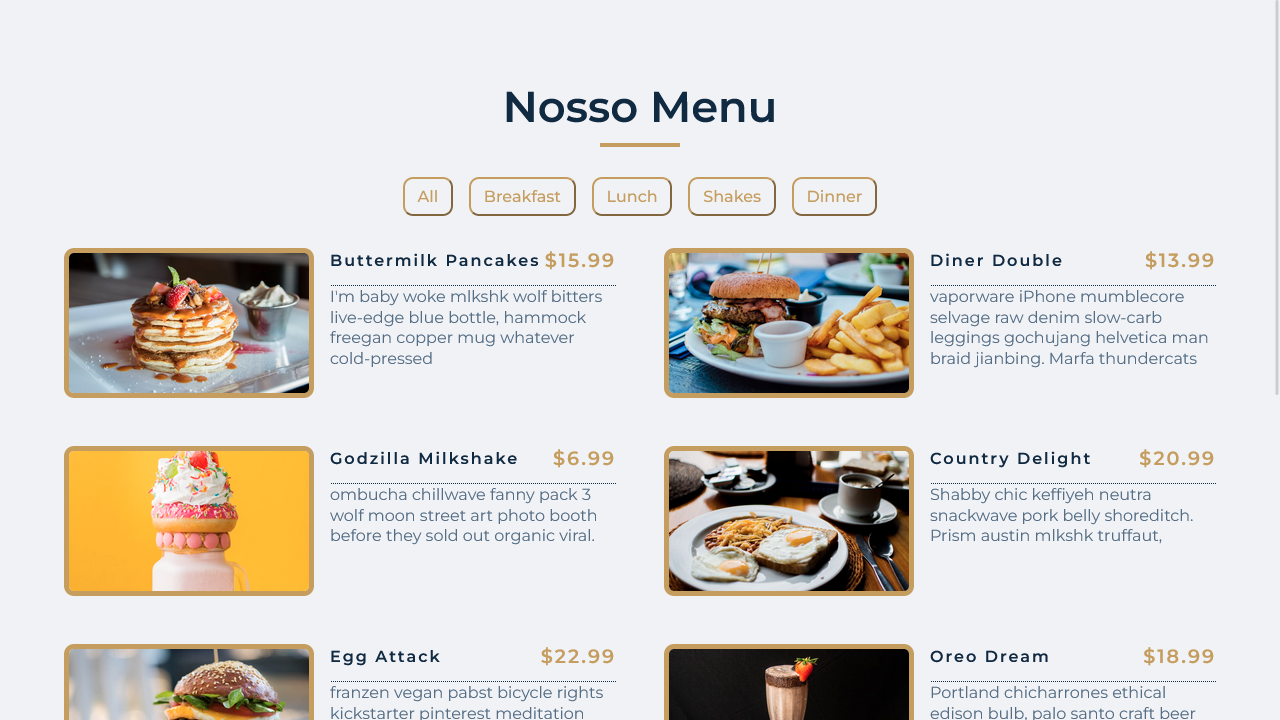 Nosso Menu
All
Breakfast
Lunch
Shakes
Dinner
Buttermilk Pancakes $15.99
I'm baby woke mlkshk wolf bitters
live-edge blue bottle, hammock
freegan copper mug whatever
cold-pressed
Diner Double $13.99
vaporware iPhone mumblecore
selvage raw denim slow-carb
leggings gochujang helvetica man
braid jianbing. Marfa thundercats
Godzilla Milkshake $6.99
ombucha chillwave fanny pack 3
wolf moon street art photo booth
before they sold out organic viral.
Country Delight $20.99
Shabby chic keffiyeh neutra
snackwave pork belly shoreditch.
Prism austin mlkshk truffaut,
Egg Attack $22.99
franzen vegan pabst bicycle rights
kickstarter pinterest meditation
Oreo Dream $18.99
Portland chicharrones ethical
edison bulb, palo santo craft beer